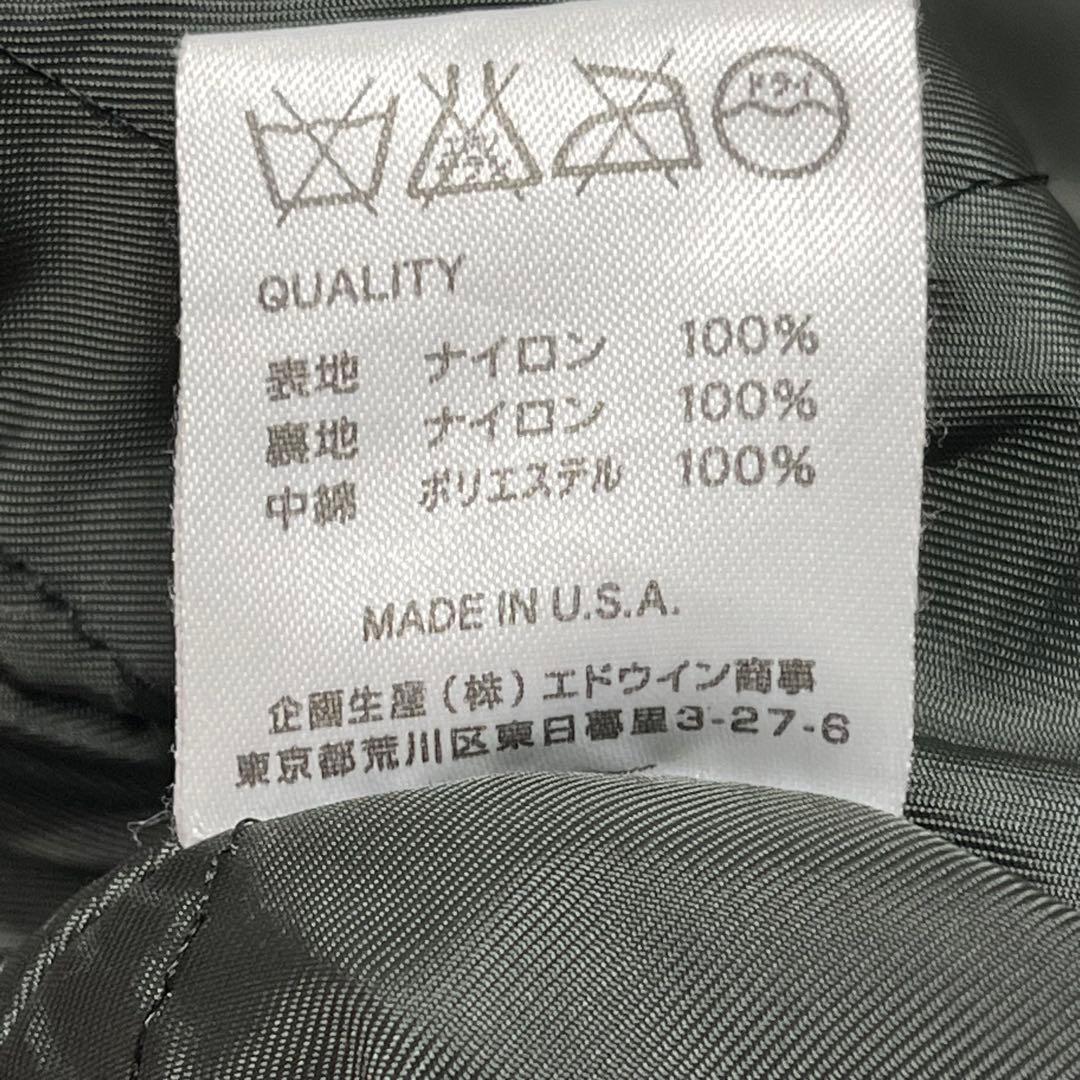 ドライ
QUALITY
表地 ナイロン 100%
裏地 ナイロン 100%
中綿 ポリエステル 100%
MADE IN U.S.A.
企画生産(株)エドウイン商事
東京都荒川区東日暮里3-27-6